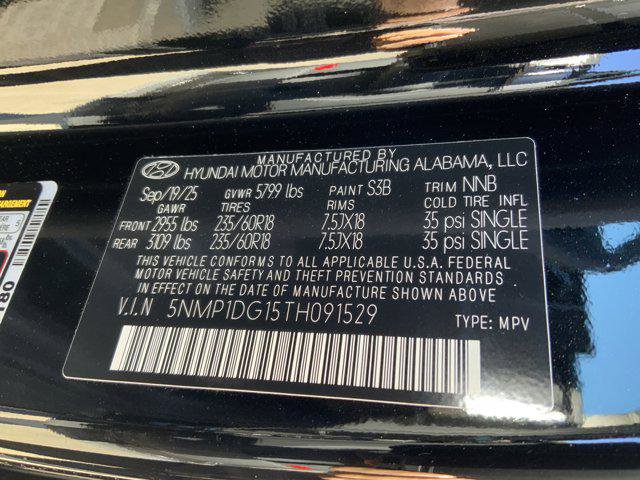 MANUFACTURED BY
HYUNDAI MOTOR MANUFACTURING ALABAMA, LLC
Sep/19/25 GVWR 5799 lbs PAINT S3B TRIM NNB
GAWR TIRES RIMS COLD TIRE INFL
FRONT 2955 lbs 235/60R18 7.5JX18 35 psi SINGLE
REAR 3109 lbs 235/60R18 7.5JX18 35 psi SINGLE
THIS VEHICLE CONFORMS TO ALL APPLICABLE U.S.A. FEDERAL
MOTOR VEHICLE SAFETY AND THEFT PREVENTION STANDARDS
IN EFFECT ON THE DATE OF MANUFACTURE SHOWN ABOVE
V.I.N 5NMP1DG15TH091529 TYPE: MPV
180